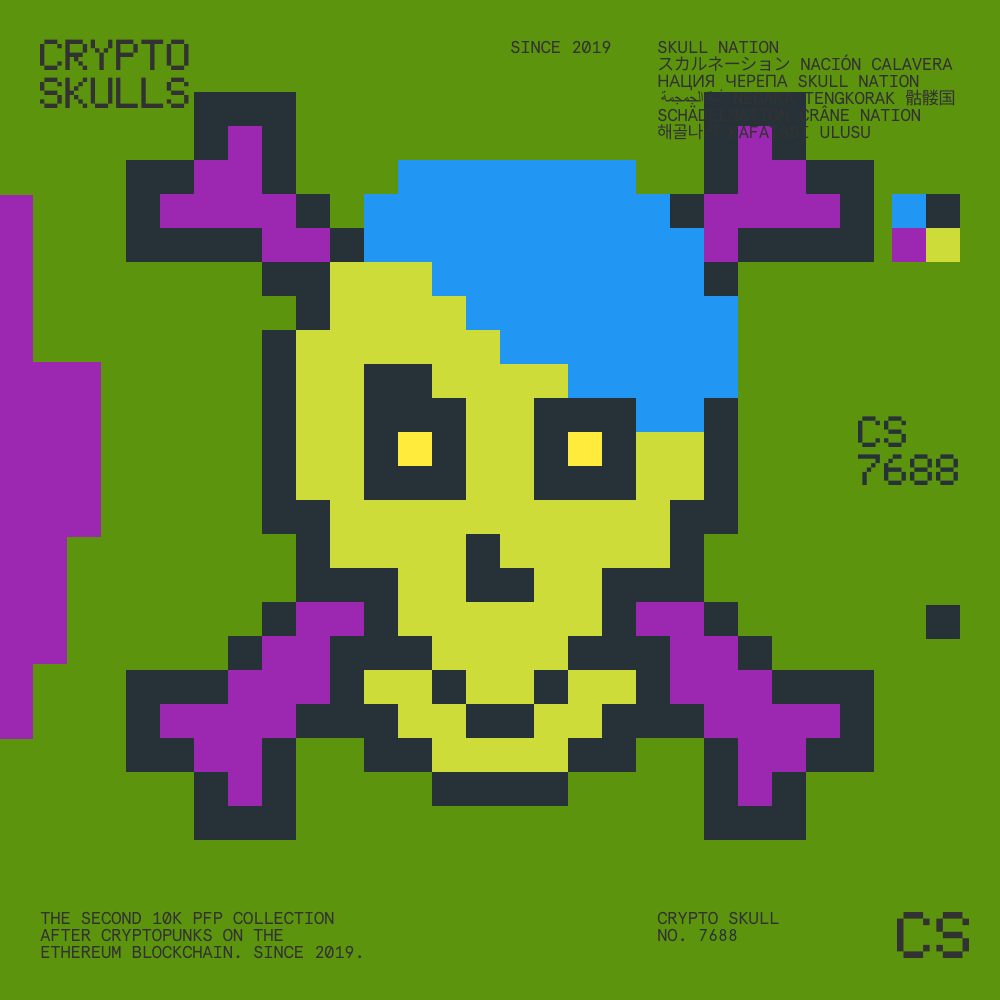 CRYPTO
SKULLS
SINCE 2019
SKULL NATION
スカルネーション NACIÓN CALAVERA
НАЦИЯ ЧЕРЕПА SKULL NATION
TENGKORAK 骷髅国
CRÂNE NATION
해골나 ULUSU
CS
7688
THE SECOND 10K PFP COLLECTION
AFTER CRYPTOPUNKS ON THE
ETHEREUM BLOCKCHAIN. SINCE 2019.
CRYPTO SKULL
NO. 7688
CS